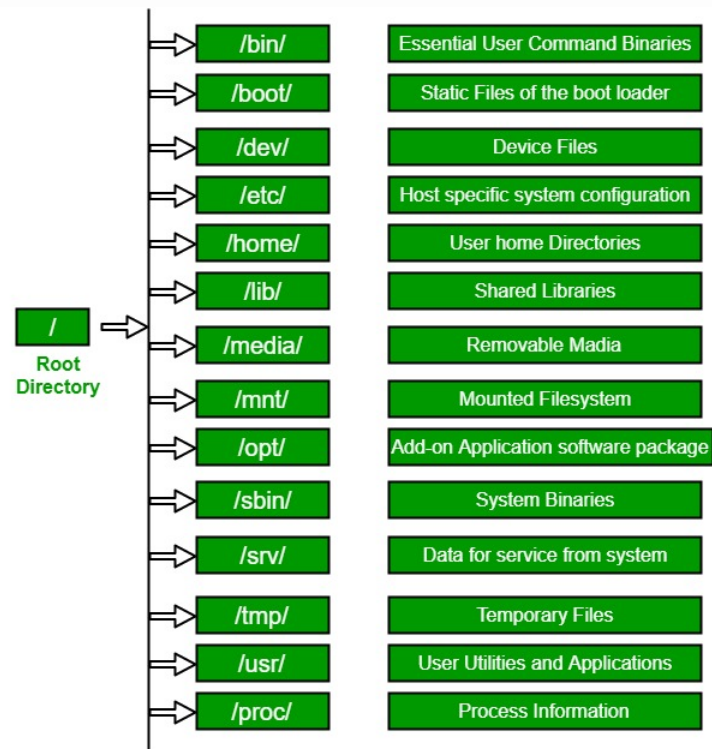 /bin/ Essential User Command Binaries
/boot/ Static Files of the boot loader
/dev/ Device Files
/etc/ Host specific system configuration
/home/ User home Directories
/lib/ Shared Libraries
/
Root
Directory
/media/ Removable Madia
/mnt/ Mounted Filesystem
/opt/ Add-on Application software package
/sbin/ System Binaries
/srv/ Data for service from system
/tmp/ Temporary Files
/usr/ User Utilities and Applications
/proc/ Process Information